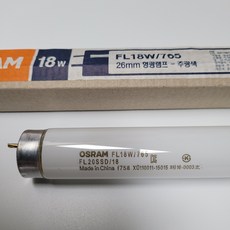 AM 18W
FL18W/765
26mm 형광램프 - 주광색
OSRAM FL18W/765
FL20SSD/18
Made in China